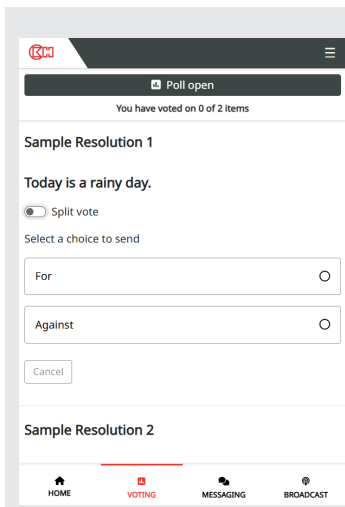 Poll open
You have voted on 0 of 2 items
Sample Resolution 1
Today is a rainy day.
Split vote
Select a choice to send
For
Against
Cancel
Sample Resolution 2
HOME VOTING MESSAGING BROADCAST